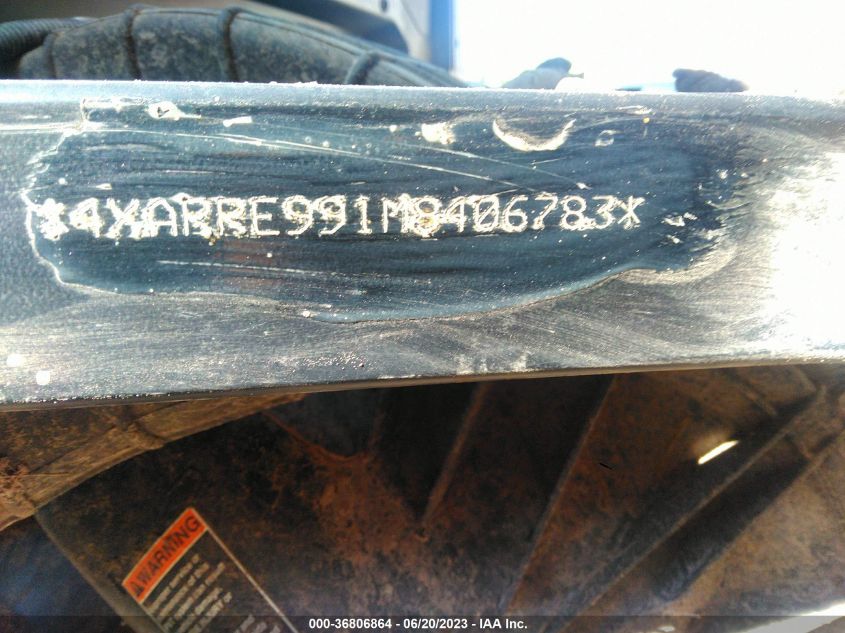 *4XARRE991M8406783*
WARNING
000-36806864 / 06/20/2023 - IAA Inc.